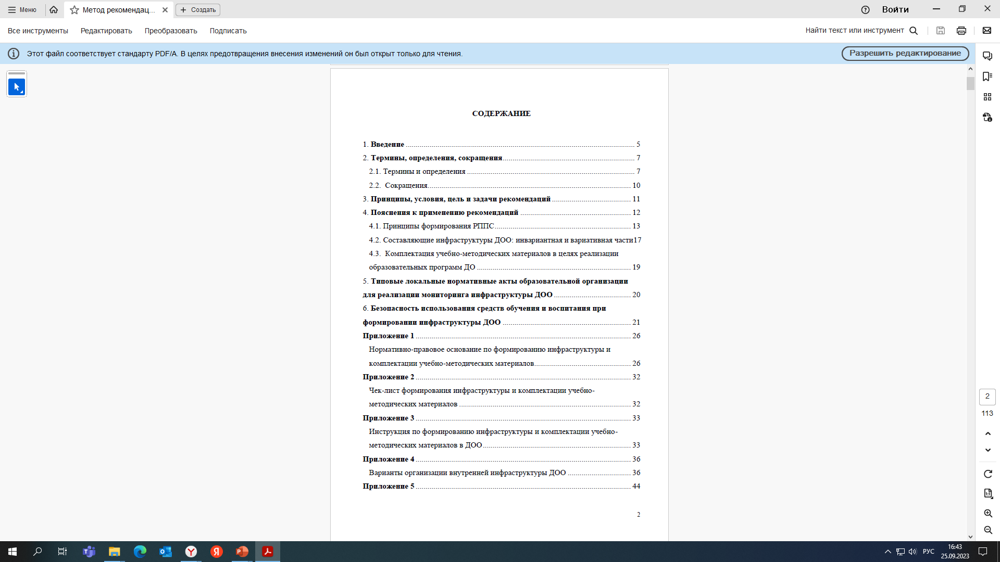 Меню
Метод рекомендац...
Создать
Войти
Все инструменты
Редактировать
Преобразовать
Подписать
Найти текст или инструмент
Этот файл соответствует стандарту PDF/A. В целях предотвращения внесения изменений он был открыт только для чтения.
Разрешить редактирование
СОДЕРЖАНИЕ
1. Введение ........ 5
2. Термины, определения, сокращения........ 7
2.1. Термины и определения ........ 7
2.2. Сокращения........ 10
3. Принципы, условия, цель и задачи рекомендаций ........ 11
4. Пояснения к применению рекомендаций ........ 12
4.1. Принципы формирования РППС........ 13
4.2. Составляющие инфраструктуры ДОО: инвариантная и вариативная части17
4.3. Комплектация учебно-методических материалов в целях реализации
образовательных программ ДО ........ 19
5. Типовые локальные нормативные акты образовательной организации
для реализации мониторинга инфраструктуры ДОО ........ 20
6. Безопасность использования средств обучения и воспитания при
формировании инфраструктуры ДОО ........ 21
Приложение 1 ........ 26
Нормативно-правовое основание по формированию инфраструктуры и
комплектации учебно-методических материалов........ 26
Приложение 2 ........ 32
Чек-лист формирования инфраструктуры и комплектации учебно-
методических материалов ........ 32
Приложение 3 ........ 33
Инструкция по формированию инфраструктуры и комплектации учебно-
методических материалов в ДОО........ 33
Приложение 4 ........ 36
Варианты организации внутренней инфраструктуры ДОО ........ 36
Приложение 5 ........ 44
2
2
113
РУС
16:43
25.09.2023